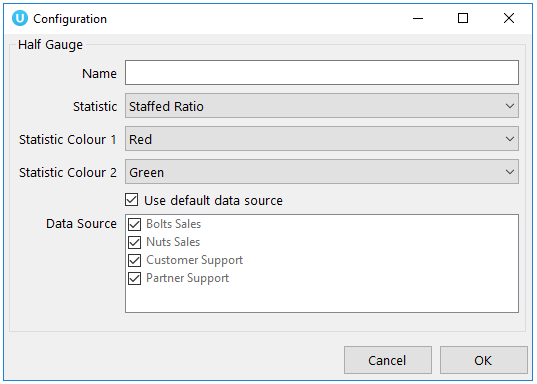 U Configuration
Half Gauge
Name
Statistic Staffed Ratio
Statistic Colour 1 Red
Statistic Colour 2 Green
Use default data source
Data Source Bolts Sales
Nuts Sales
Customer Support
Partner Support
Cancel OK